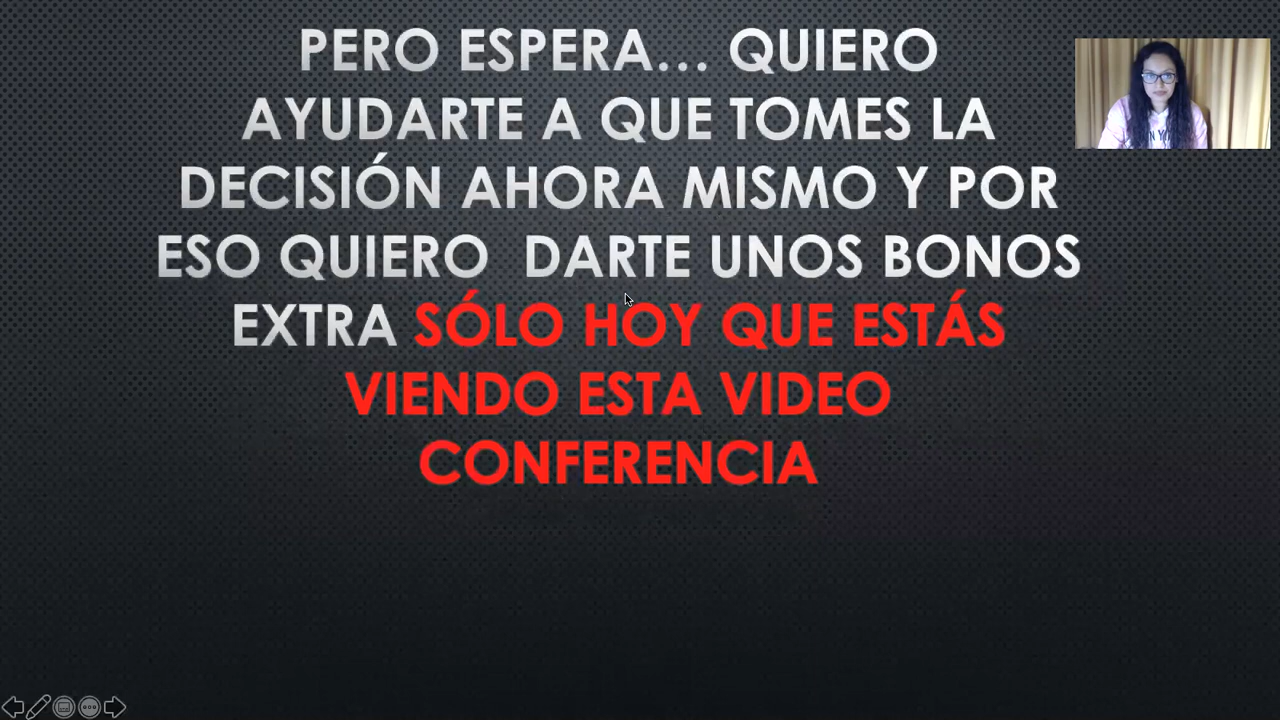 PERO ESPERA... QUIERO
AYUDARTE A QUE TOMES LA
DECISIÓN AHORA MISMO Y POR
ESO QUIERO DARTE UNOS BONOS
EXTRA SÓLO HOY QUE ESTÁS
VIENDO ESTA VIDEO
CONFERENCIA